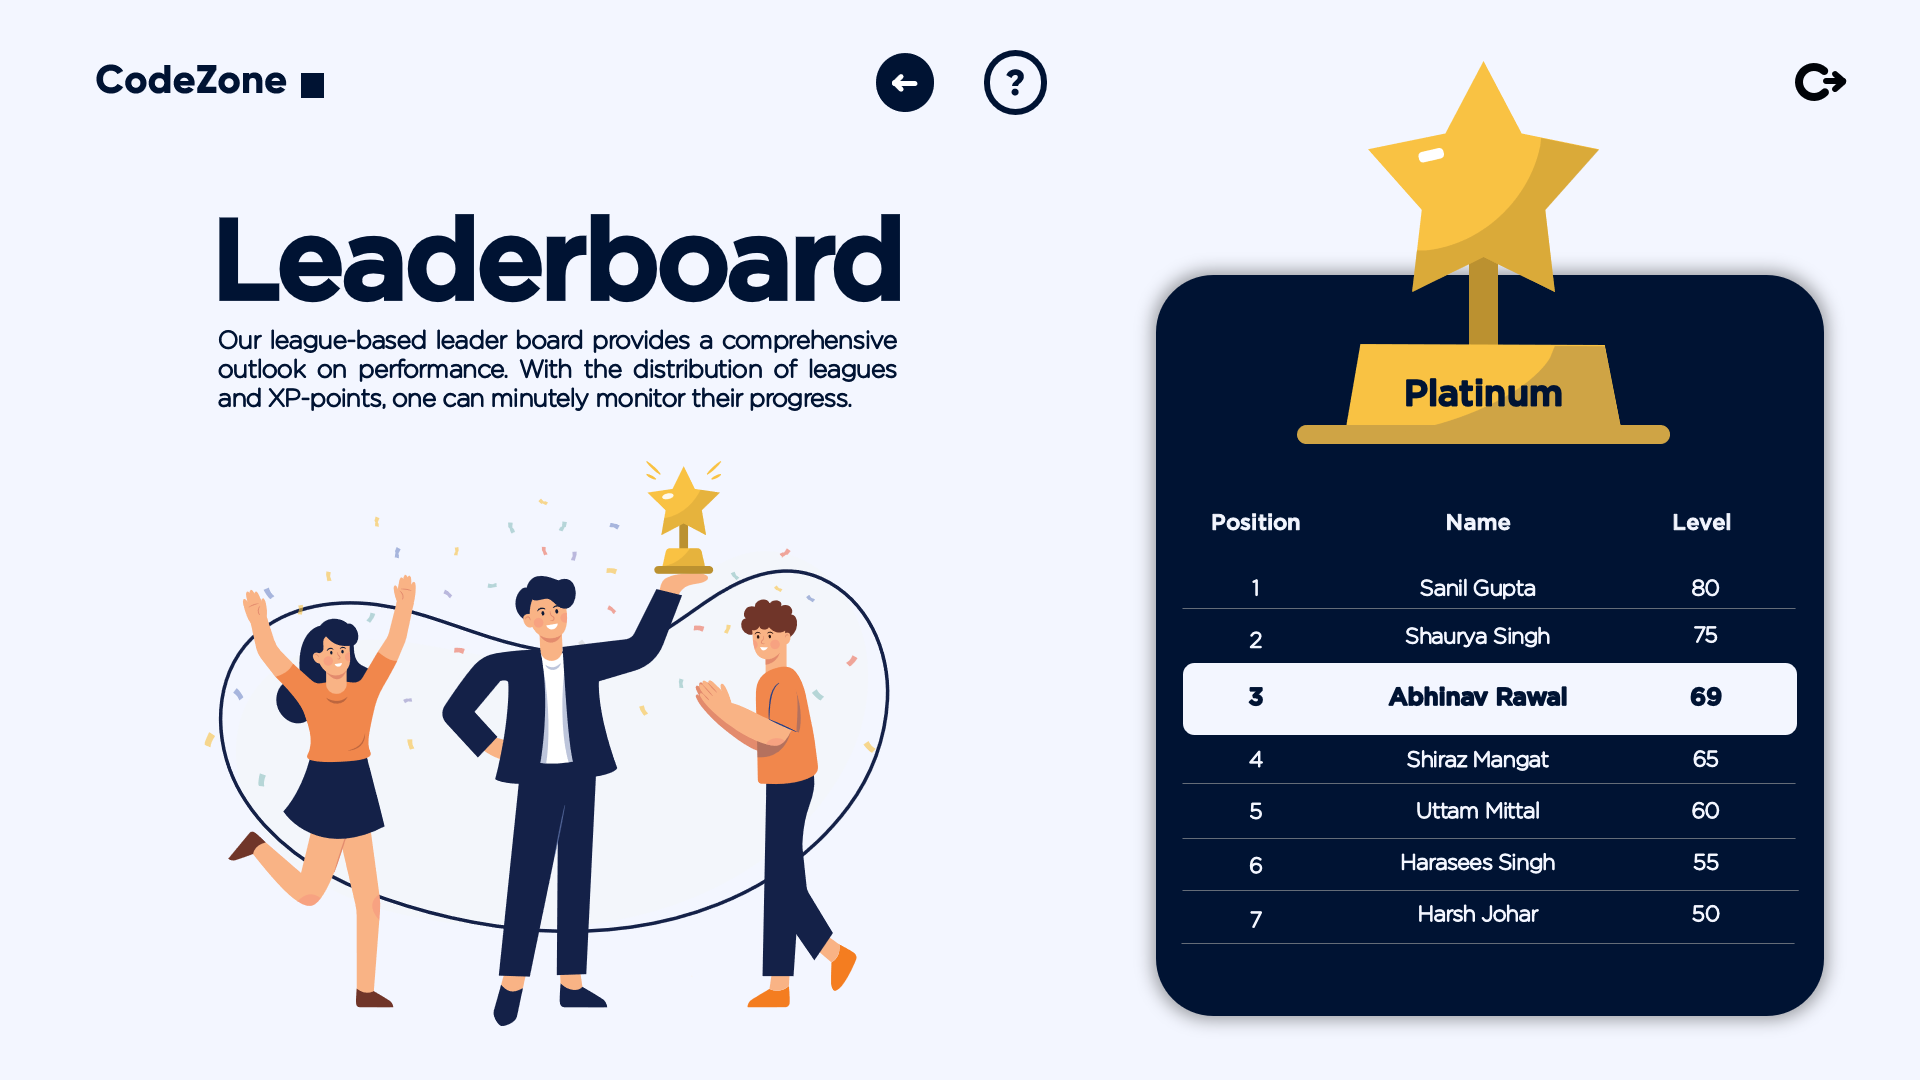 CodeZone
?
Leaderboard
Our league-based leader board provides a comprehensive
outlook on performance. With the distribution of leagues
and XP-points, one can minutely monitor their progress.
Platinum
Position Name Level
1 Sanil Gupta 80
2 Shaurya Singh 75
3 Abhinav Rawal 69
4 Shiraz Mangat 65
5 Uttam Mittal 60
6 Harasees Singh 55
7 Harsh Johar 50